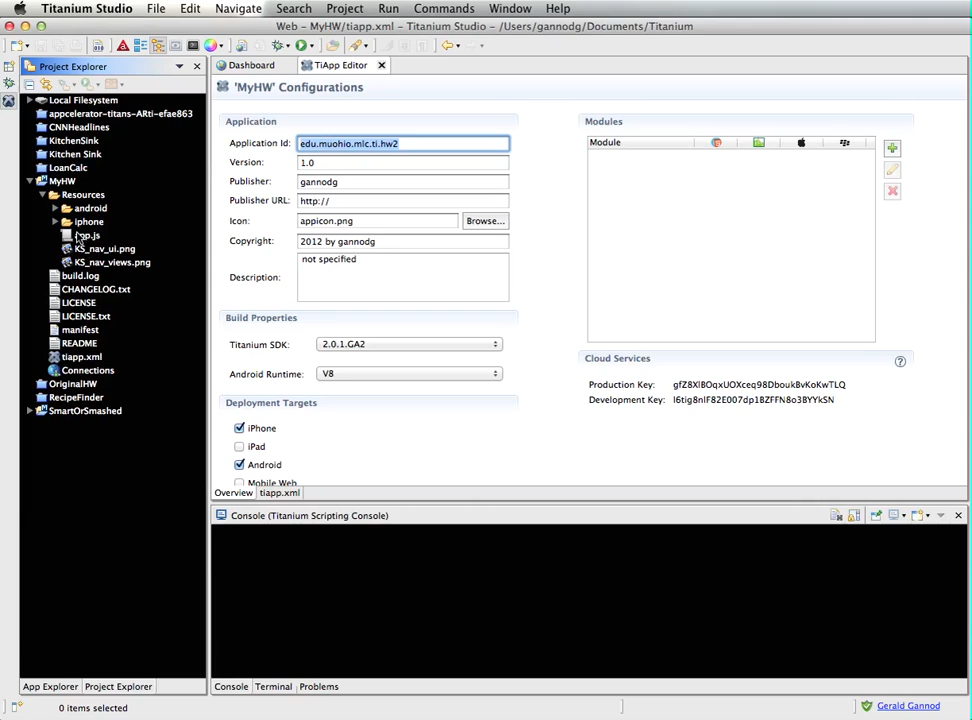 Titanium Studio File Edit Navigate Search Project Run Commands Window Help
Web - MyHW/tiapp.xml - Titanium Studio - /Users/gannodg/Documents/Titanium
Project Explorer
Dashboard
TiApp Editor
'MyHW' Configurations
Local Filesystem
appcelerator-titans-ARti-efae863
CNNHeadlines
KitchenSink
Kitchen Sink
LoanCalc
MyHW
Resources
android
iphone
app.js
KS_nav_ui.png
KS_nav_views.png
build.log
CHANGELOG.txt
LICENSE
LICENSE.txt
manifest
README
tiapp.xml
Connections
OriginalHW
RecipeFinder
SmartOrSmashed
Application
Application Id: edu.muohio.mlc.ti.hw2
Version: 1.0
Publisher: gannodg
Publisher URL: http://
Icon: appicon.png Browse...
Copyright: 2012 by gannodg
Description: not specified
Build Properties
Titanium SDK: 2.0.1.GA2
Android Runtime: V8
Deployment Targets
iPhone
iPad
Android
Mobile Web
Overview tiapp.xml
Modules
Module
Cloud Services
Production Key:
Development Key:
Console (Titanium Scripting Console)
Console Terminal Problems
App Explorer Project Explorer
0 items selected
Gerald Gannod